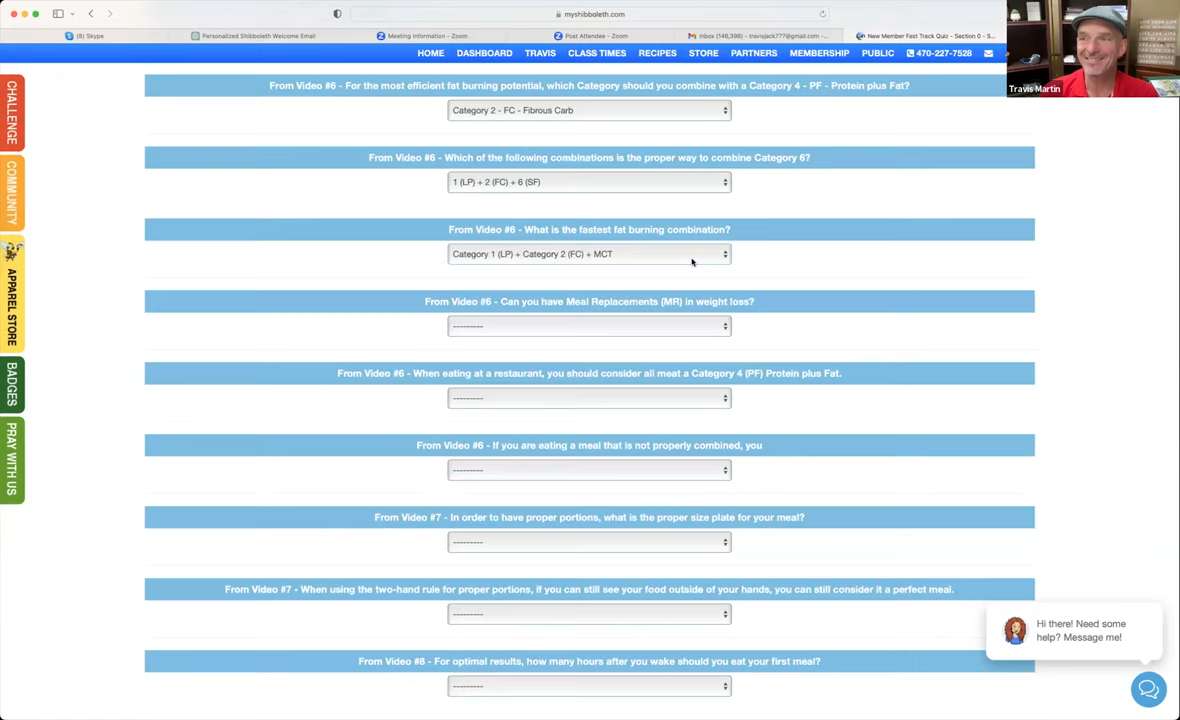 myshibboleth.com
Skype
Personalized Shibboleth Welcome Email
Meeting Information - Zoom
Post Attendee - Zoom
Inbox (146,399) - travisjack777@gmail.com -...
New Member Fast Track Quiz - Section 0 - S...
HOME DASHBOARD TRAVIS CLASS TIMES RECIPES STORE PARTNERS MEMBERSHIP PUBLIC 470-227-7528
Travis Martin
CHALLENGE
COMMUNITY
APPAREL STORE
BADGES
PRAY WITH US
From Video #6 - For the most efficient fat burning potential, which Category should you combine with a Category 4 - PF - Protein plus Fat?
Category 2 - FC - Fibrous Carb
From Video #6 - Which of the following combinations is the proper way to combine Category 6?
1 (LP) + 2 (FC) + 6 (SF)
From Video #6 - What is the fastest fat burning combination?
Category 1 (LP) + Category 2 (FC) + MCT
From Video #6 - Can you have Meal Replacements (MR) in weight loss?
---------
From Video #6 - When eating at a restaurant, you should consider all meat a Category 4 (PF) Protein plus Fat.
---------
From Video #6 - If you are eating a meal that is not properly combined, you
---------
From Video #7 - In order to have proper portions, what is the proper size plate for your meal?
---------
From Video #7 - When using the two-hand rule for proper portions, if you can still see your food outside of your hands, you can still consider it a perfect meal.
---------
From Video #8 - For optimal results, how many hours after you wake should you eat your first meal?
---------
Hi there! Need some
help? Message me!